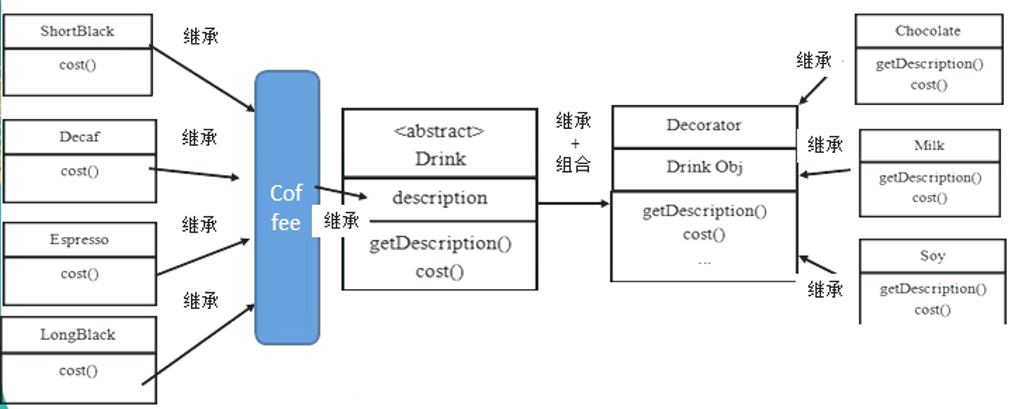 ShortBlack
cost()
继承
Decaf
cost()
继承
Espresso
cost()
继承
LongBlack
cost()
继承
Cof
fee
继承
<abstract>
Drink
description
getDescription()
cost()
继承
+
组合
Decorator
Drink Obj
getDescription()
cost()
...
继承
Chocolate
getDescription()
cost()
继承
Milk
getDescription()
cost()
继承
Soy
getDescription()
cost()